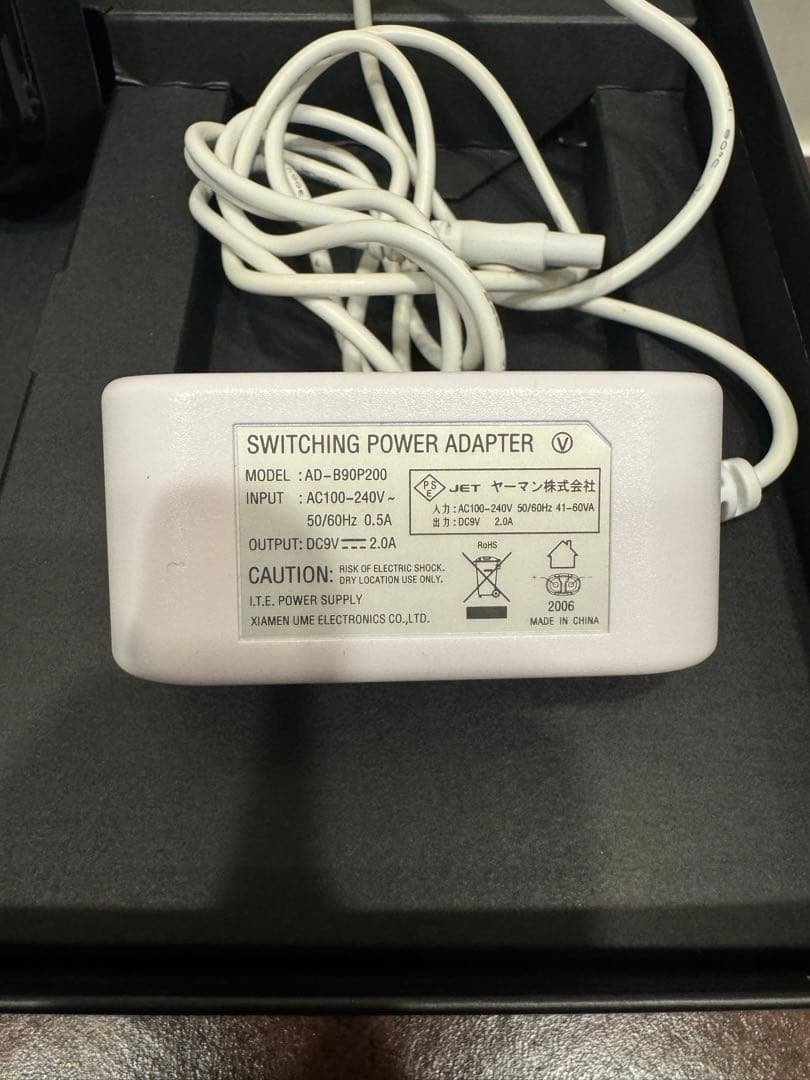 SWITCHING POWER ADAPTER Ⓥ
MODEL :AD-B90P200
INPUT :AC100-240V~
50/60Hz 0.5A
OUTPUT:DC9V⎓2.0A
PSE JET ヤーマン株式会社
入力:AC100-240V 50/60Hz 41-60VA
出力:DC9V 2.0A
CAUTION: RISK OF ELECTRIC SHOCK.
DRY LOCATION USE ONLY.
I.T.E. POWER SUPPLY
XIAMEN UME ELECTRONICS CO.,LTD.
RoHS
2006
MADE IN CHINA